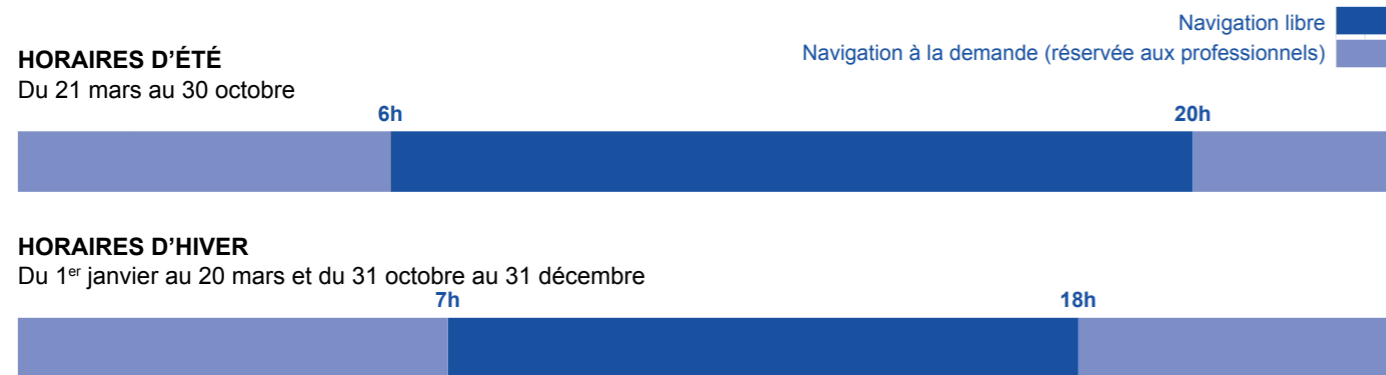 Navigation libre
Navigation à la demande (réservée aux professionnels)
HORAIRES D’ÉTÉ
Du 21 mars au 30 octobre
6h 20h
HORAIRES D’HIVER
Du 1er janvier au 20 mars et du 31 octobre au 31 décembre
7h 18h